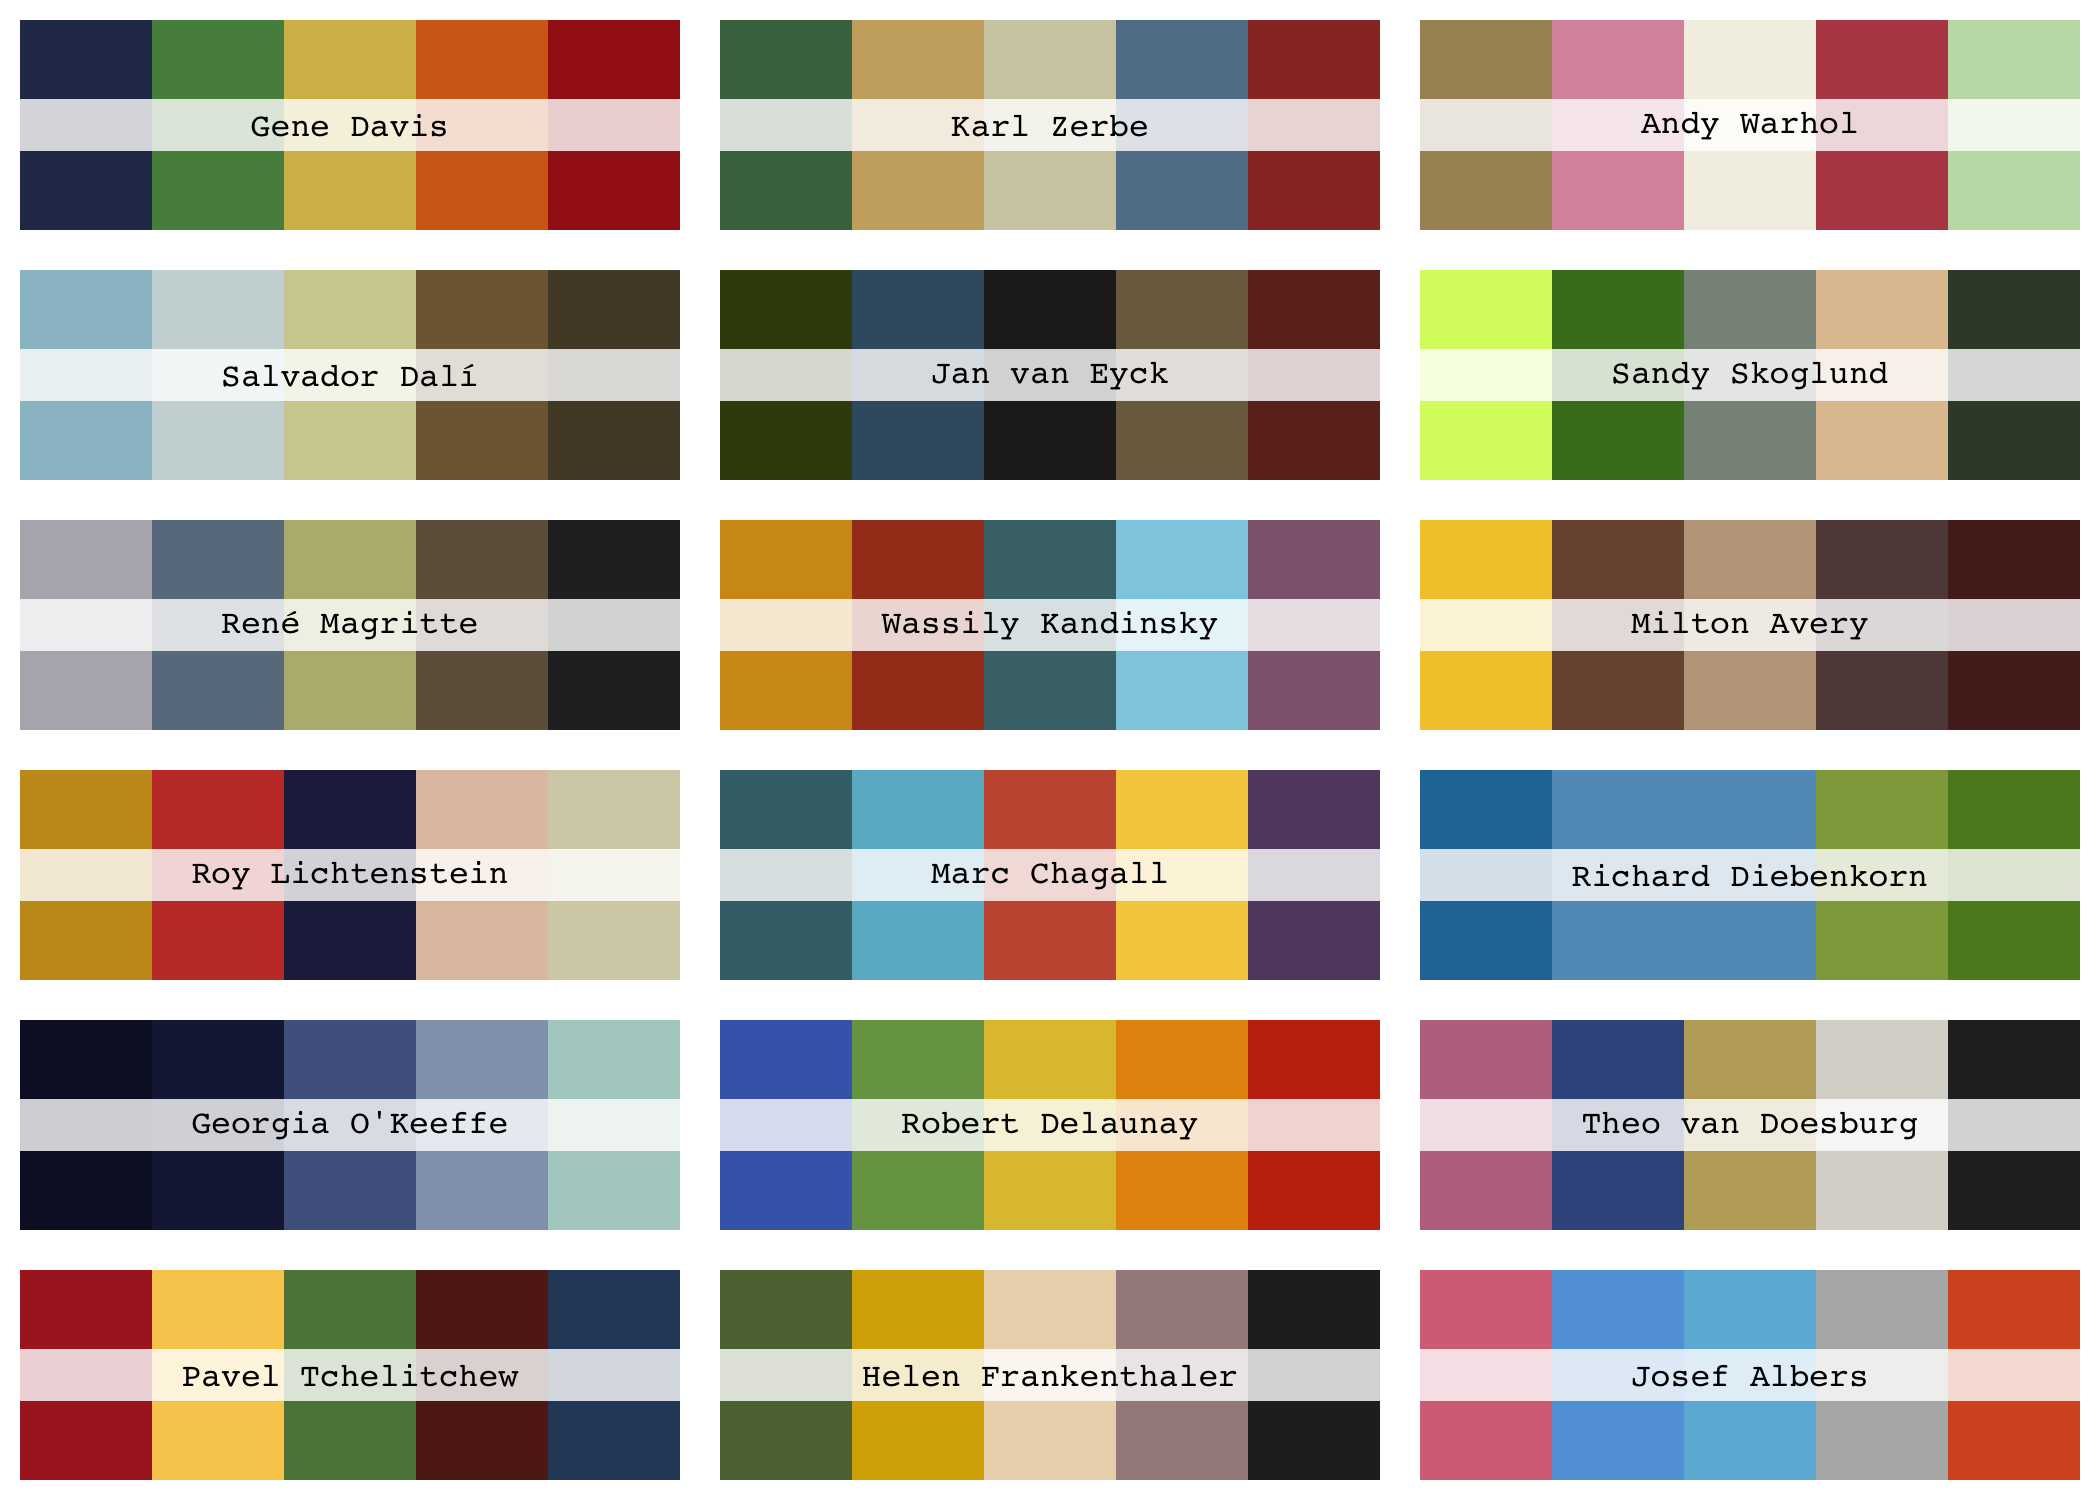 Gene Davis
Karl Zerbe
Andy Warhol
Salvador Dalí
Jan van Eyck
Sandy Skoglund
René Magritte
Wassily Kandinsky
Milton Avery
Roy Lichtenstein
Marc Chagall
Richard Diebenkorn
Georgia O'Keeffe
Robert Delaunay
Theo van Doesburg
Pavel Tchelitchew
Helen Frankenthaler
Josef Albers